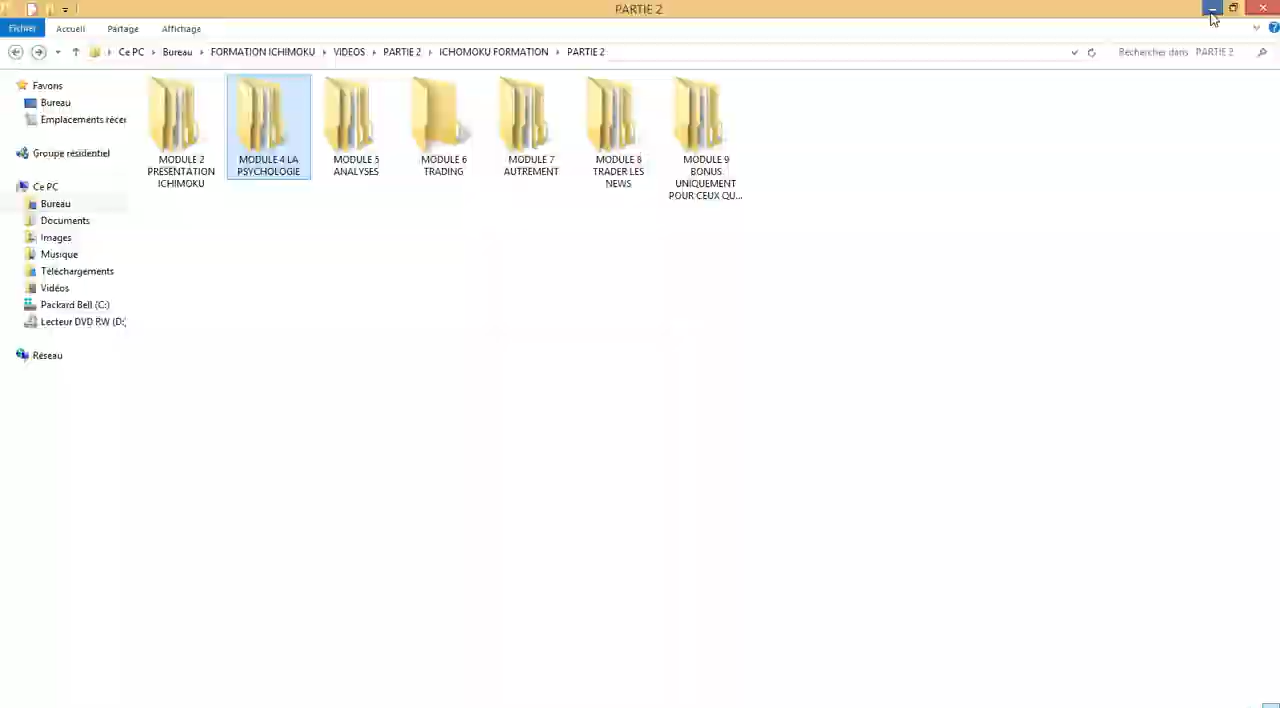 PARTIE 2
Fichier Accueil Partage Affichage
Ce PC Bureau FORMATION ICHIMOKU VIDEOS PARTIE 2 ICHOMOKU FORMATION PARTIE 2
Rechercher dans PARTIE 2
Favoris
Bureau
Emplacements récen
Groupe résidentiel
Ce PC
Bureau
Documents
Images
Musique
Téléchargements
Vidéos
Packard Bell (C:)
Lecteur DVD RW (D:)
Réseau
MODULE 2
PRESENTATION
ICHIMOKU
MODULE 4 LA
PSYCHOLOGIE
MODULE 5
ANALYSES
MODULE 6
TRADING
MODULE 7
AUTREMENT
MODULE 8
TRADER LES
NEWS
MODULE 9
BONUS
UNIQUEMENT
POUR CEUX QU...